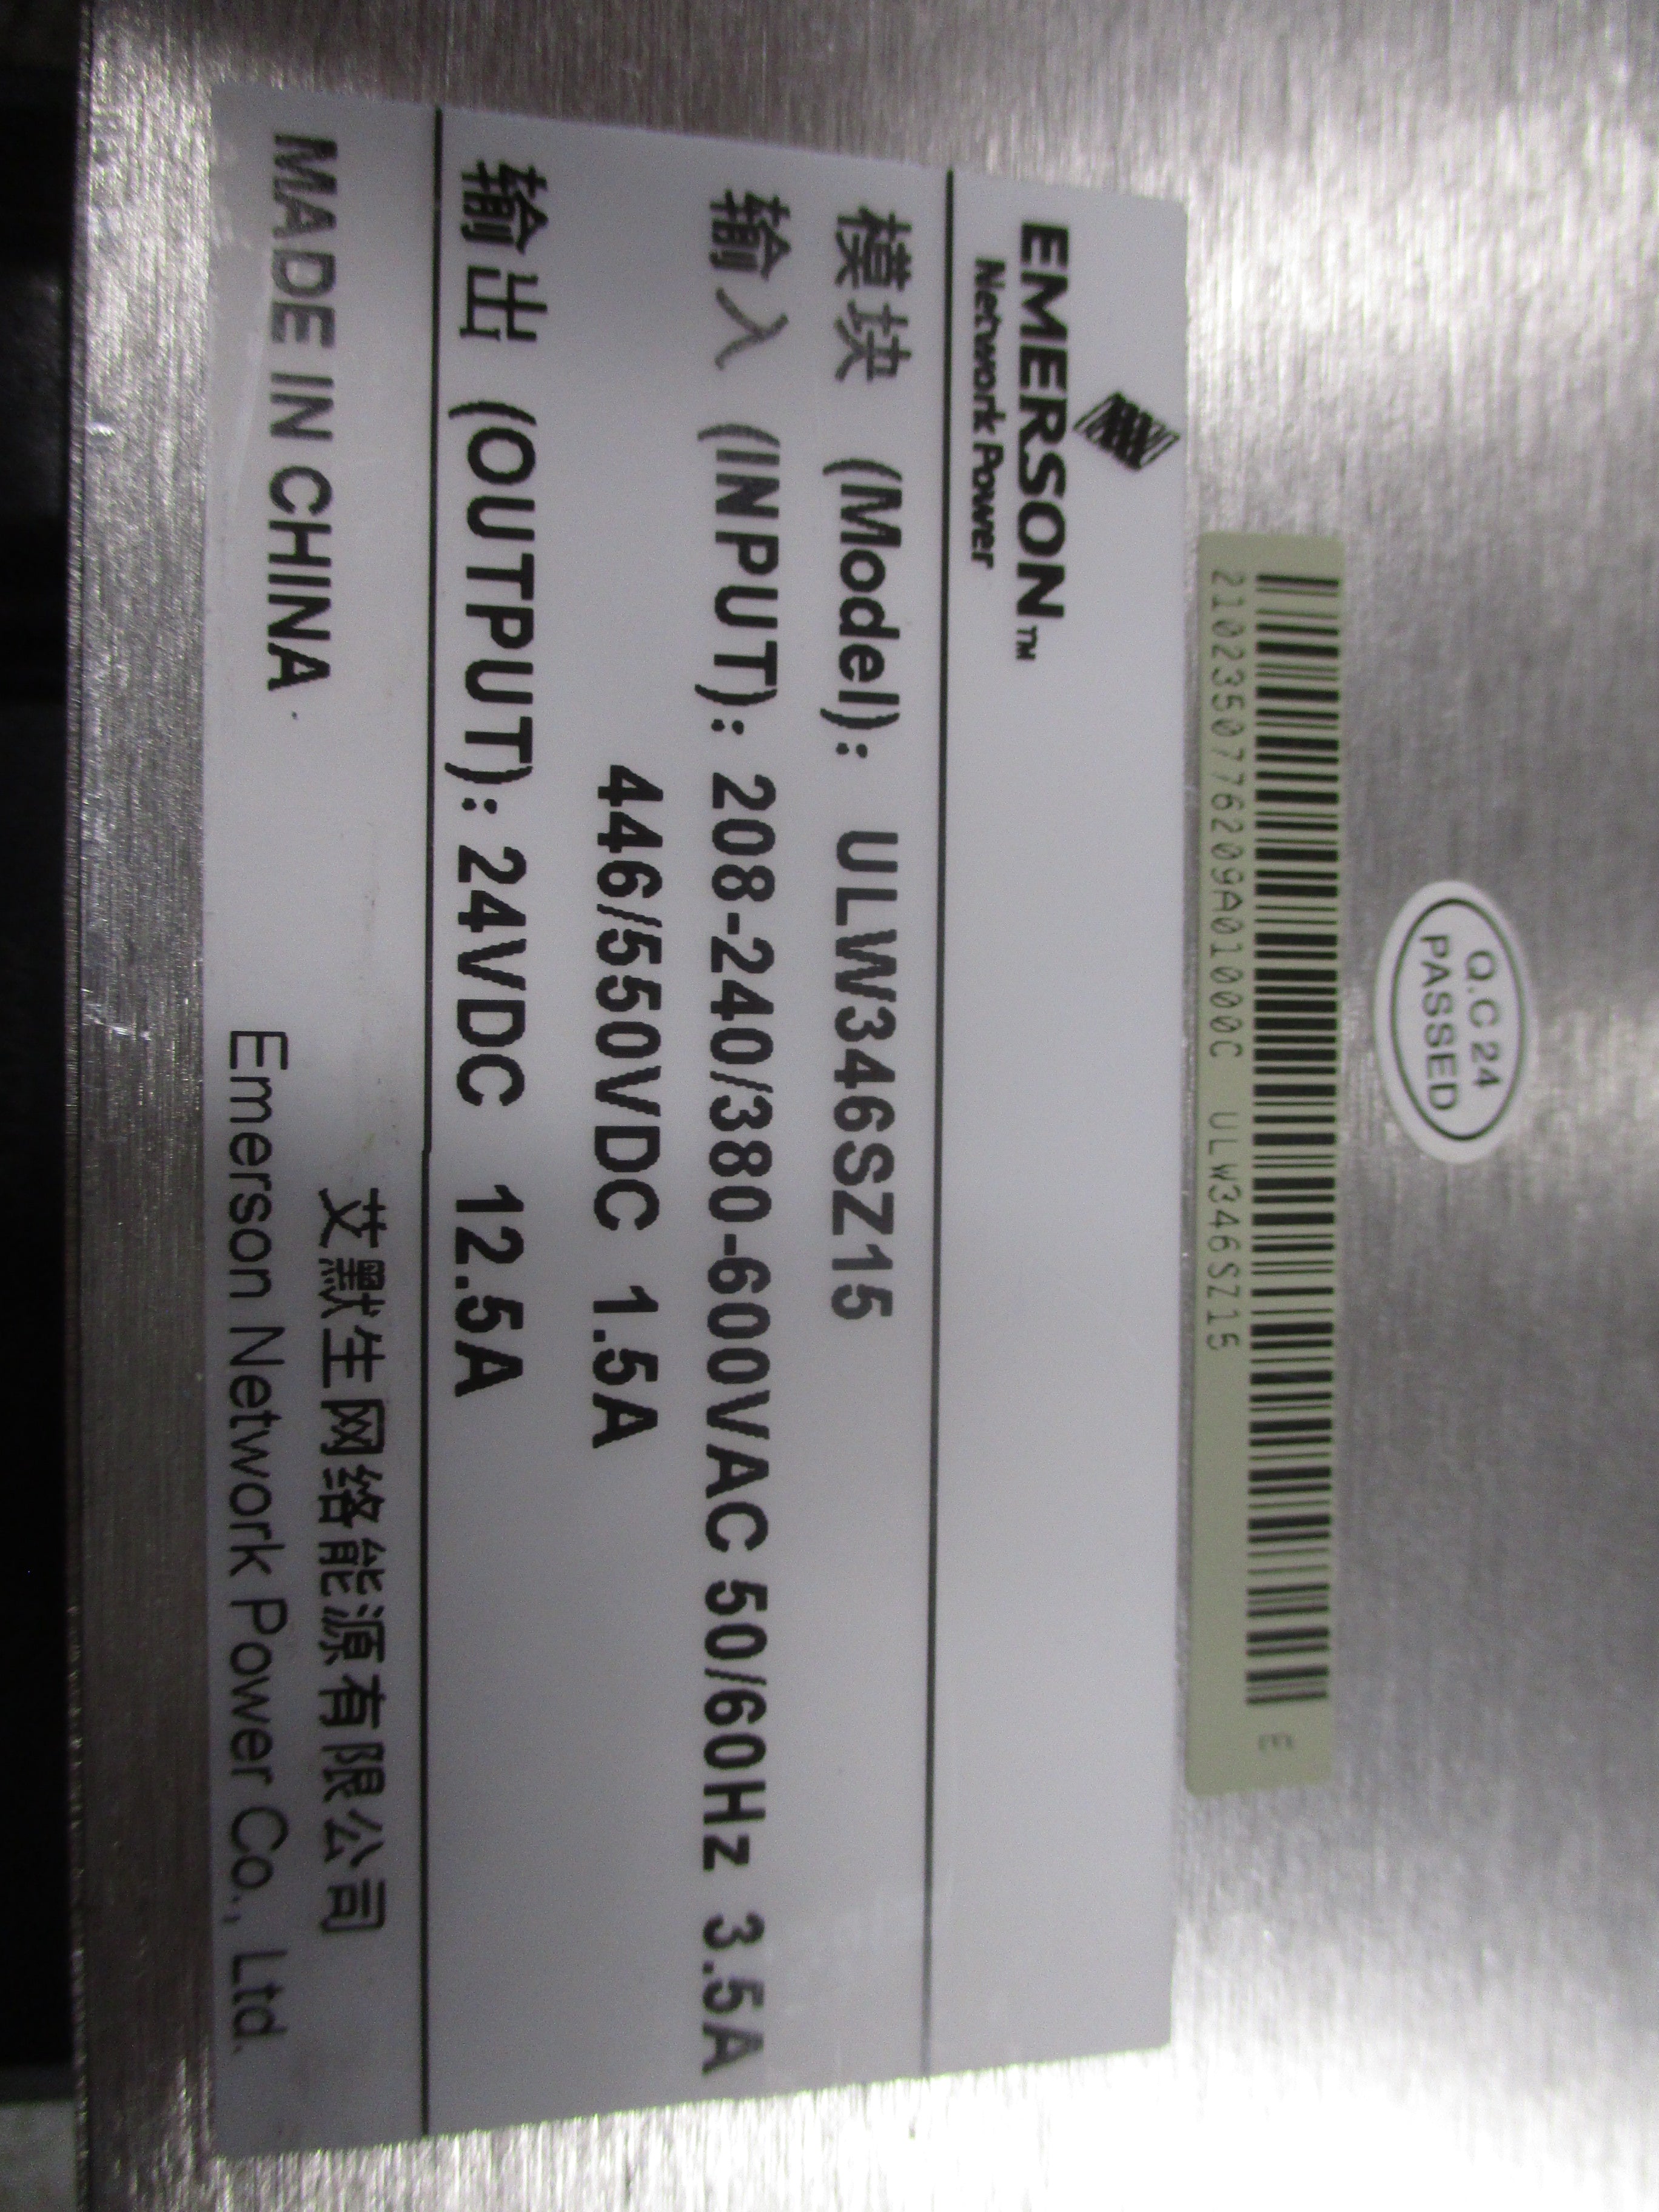 Q.C 24
PASSED
2102350776209A01000C ULW346SZ15
E
EMERSON™
Network Power
模块 (Model): ULW346SZ15
输入 (INPUT): 208-240/380-600VAC 50/60Hz 3.5A
446/550VDC 1.5A
输出 (OUTPUT): 24VDC 12.5A
MADE IN CHINA
艾默生网络能源有限公司
Emerson Network Power Co., Ltd.